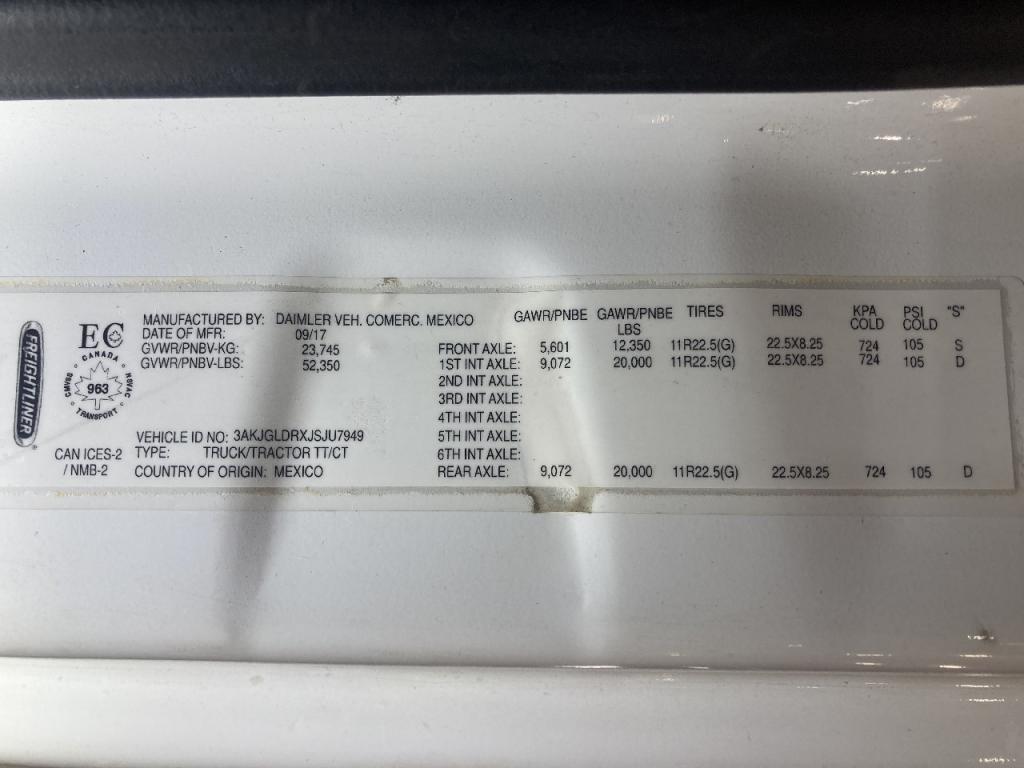 FREIGHTLINER
EC
CANADA
CMVSS 963 NSVAC
TRANSPORT
CAN ICES-2
/ NMB-2
MANUFACTURED BY: DAIMLER VEH. COMERC. MEXICO
DATE OF MFR: 09/17
GVWR/PNBV-KG: 23,745
GVWR/PNBV-LBS: 52,350
VEHICLE ID NO: 3AKJGLDRXJSJU7949
TYPE: TRUCK/TRACTOR TT/CT
COUNTRY OF ORIGIN: MEXICO
GAWR/PNBE GAWR/PNBE TIRES RIMS KPA PSI "S"
LBS COLD COLD
FRONT AXLE: 5,601 12,350 11R22.5(G) 22.5X8.25 724 105 S
1ST INT AXLE: 9,072 20,000 11R22.5(G) 22.5X8.25 724 105 D
2ND INT AXLE:
3RD INT AXLE:
4TH INT AXLE:
5TH INT AXLE:
6TH INT AXLE:
REAR AXLE: 9,072 20,000 11R22.5(G) 22.5X8.25 724 105 D